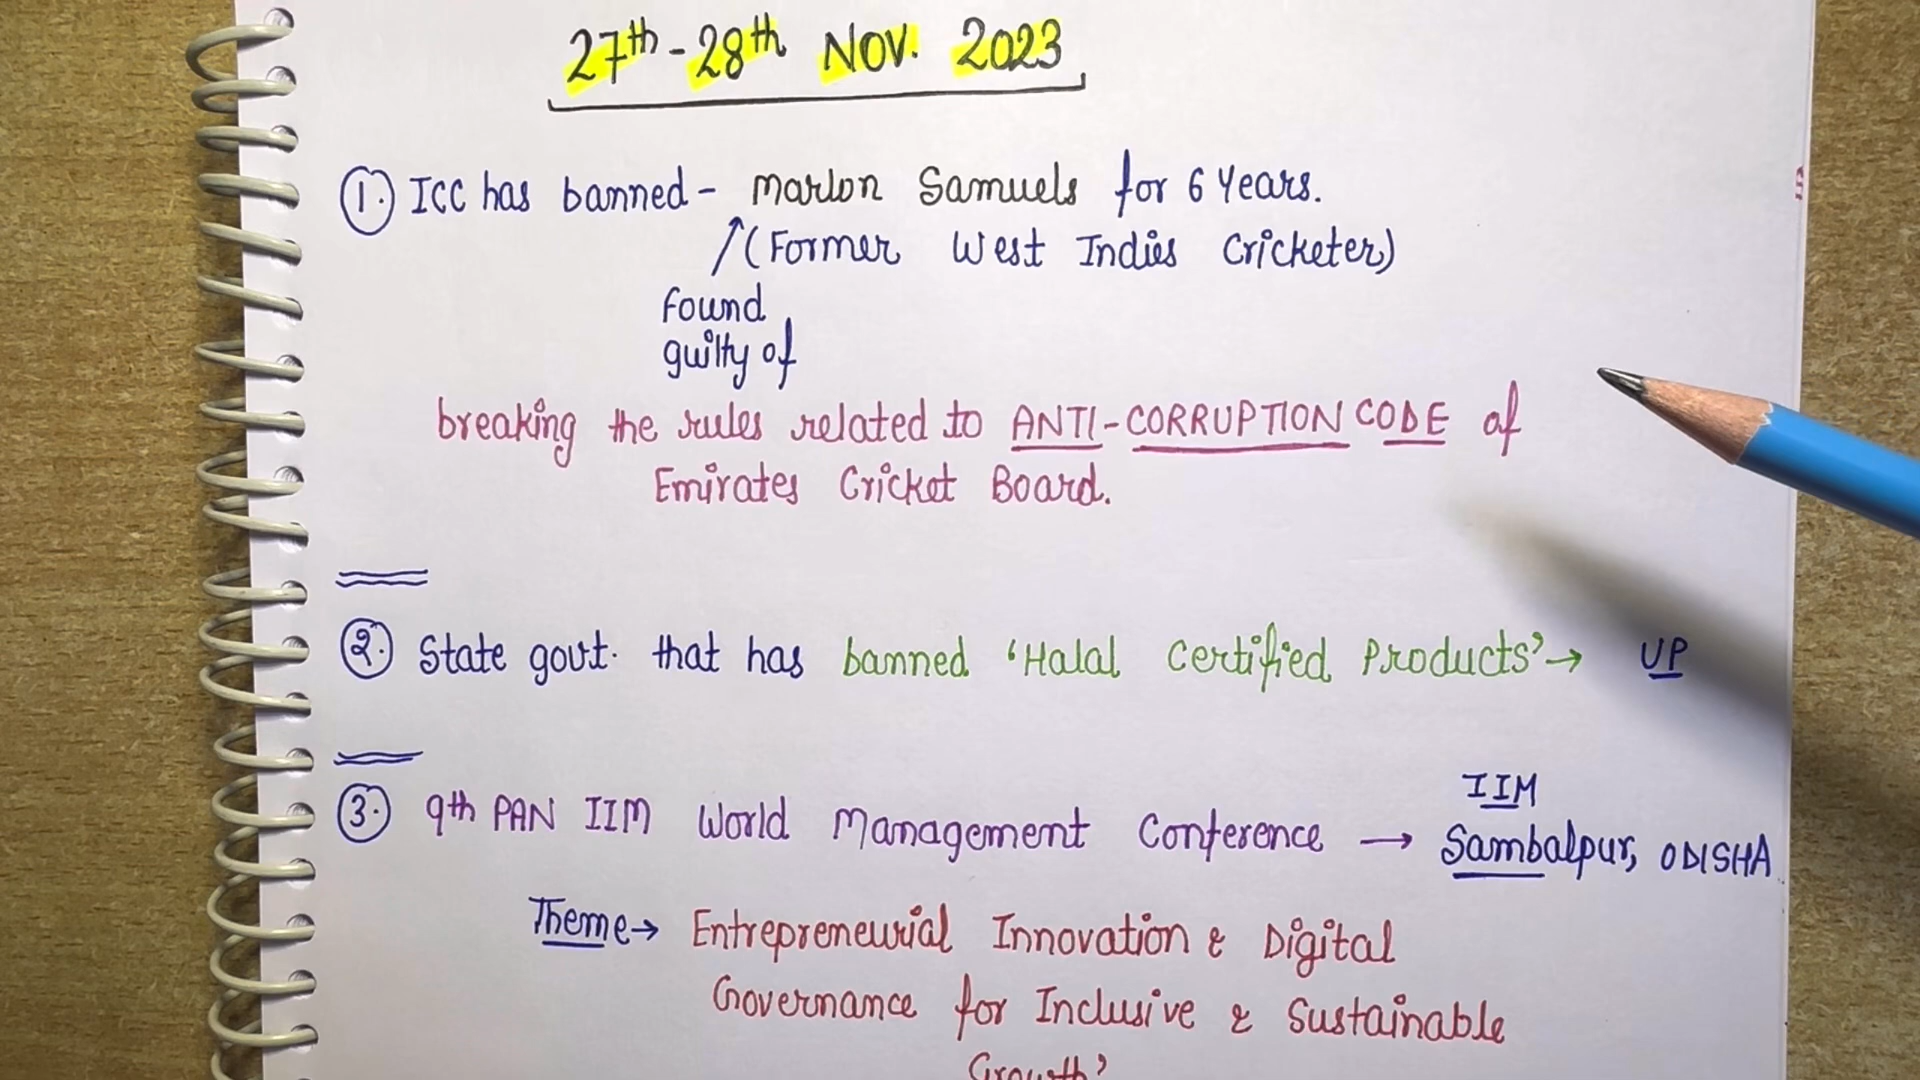 27th - 28th NOV. 2023
1. ICC has banned - Marlon Samuels for 6 Years.
(Former West Indies Cricketer)
found
guilty of
breaking the rules related to ANTI-CORRUPTION CODE of
Emirates Cricket Board.
2. State govt. that has banned 'Halal Certified Products' → UP
IIM
3. 9th PAN IIM World Management Conference → Sambalpur, ODISHA
Theme → Entrepreneurial Innovation & Digital
Governance for Inclusive & Sustainable
Growth'